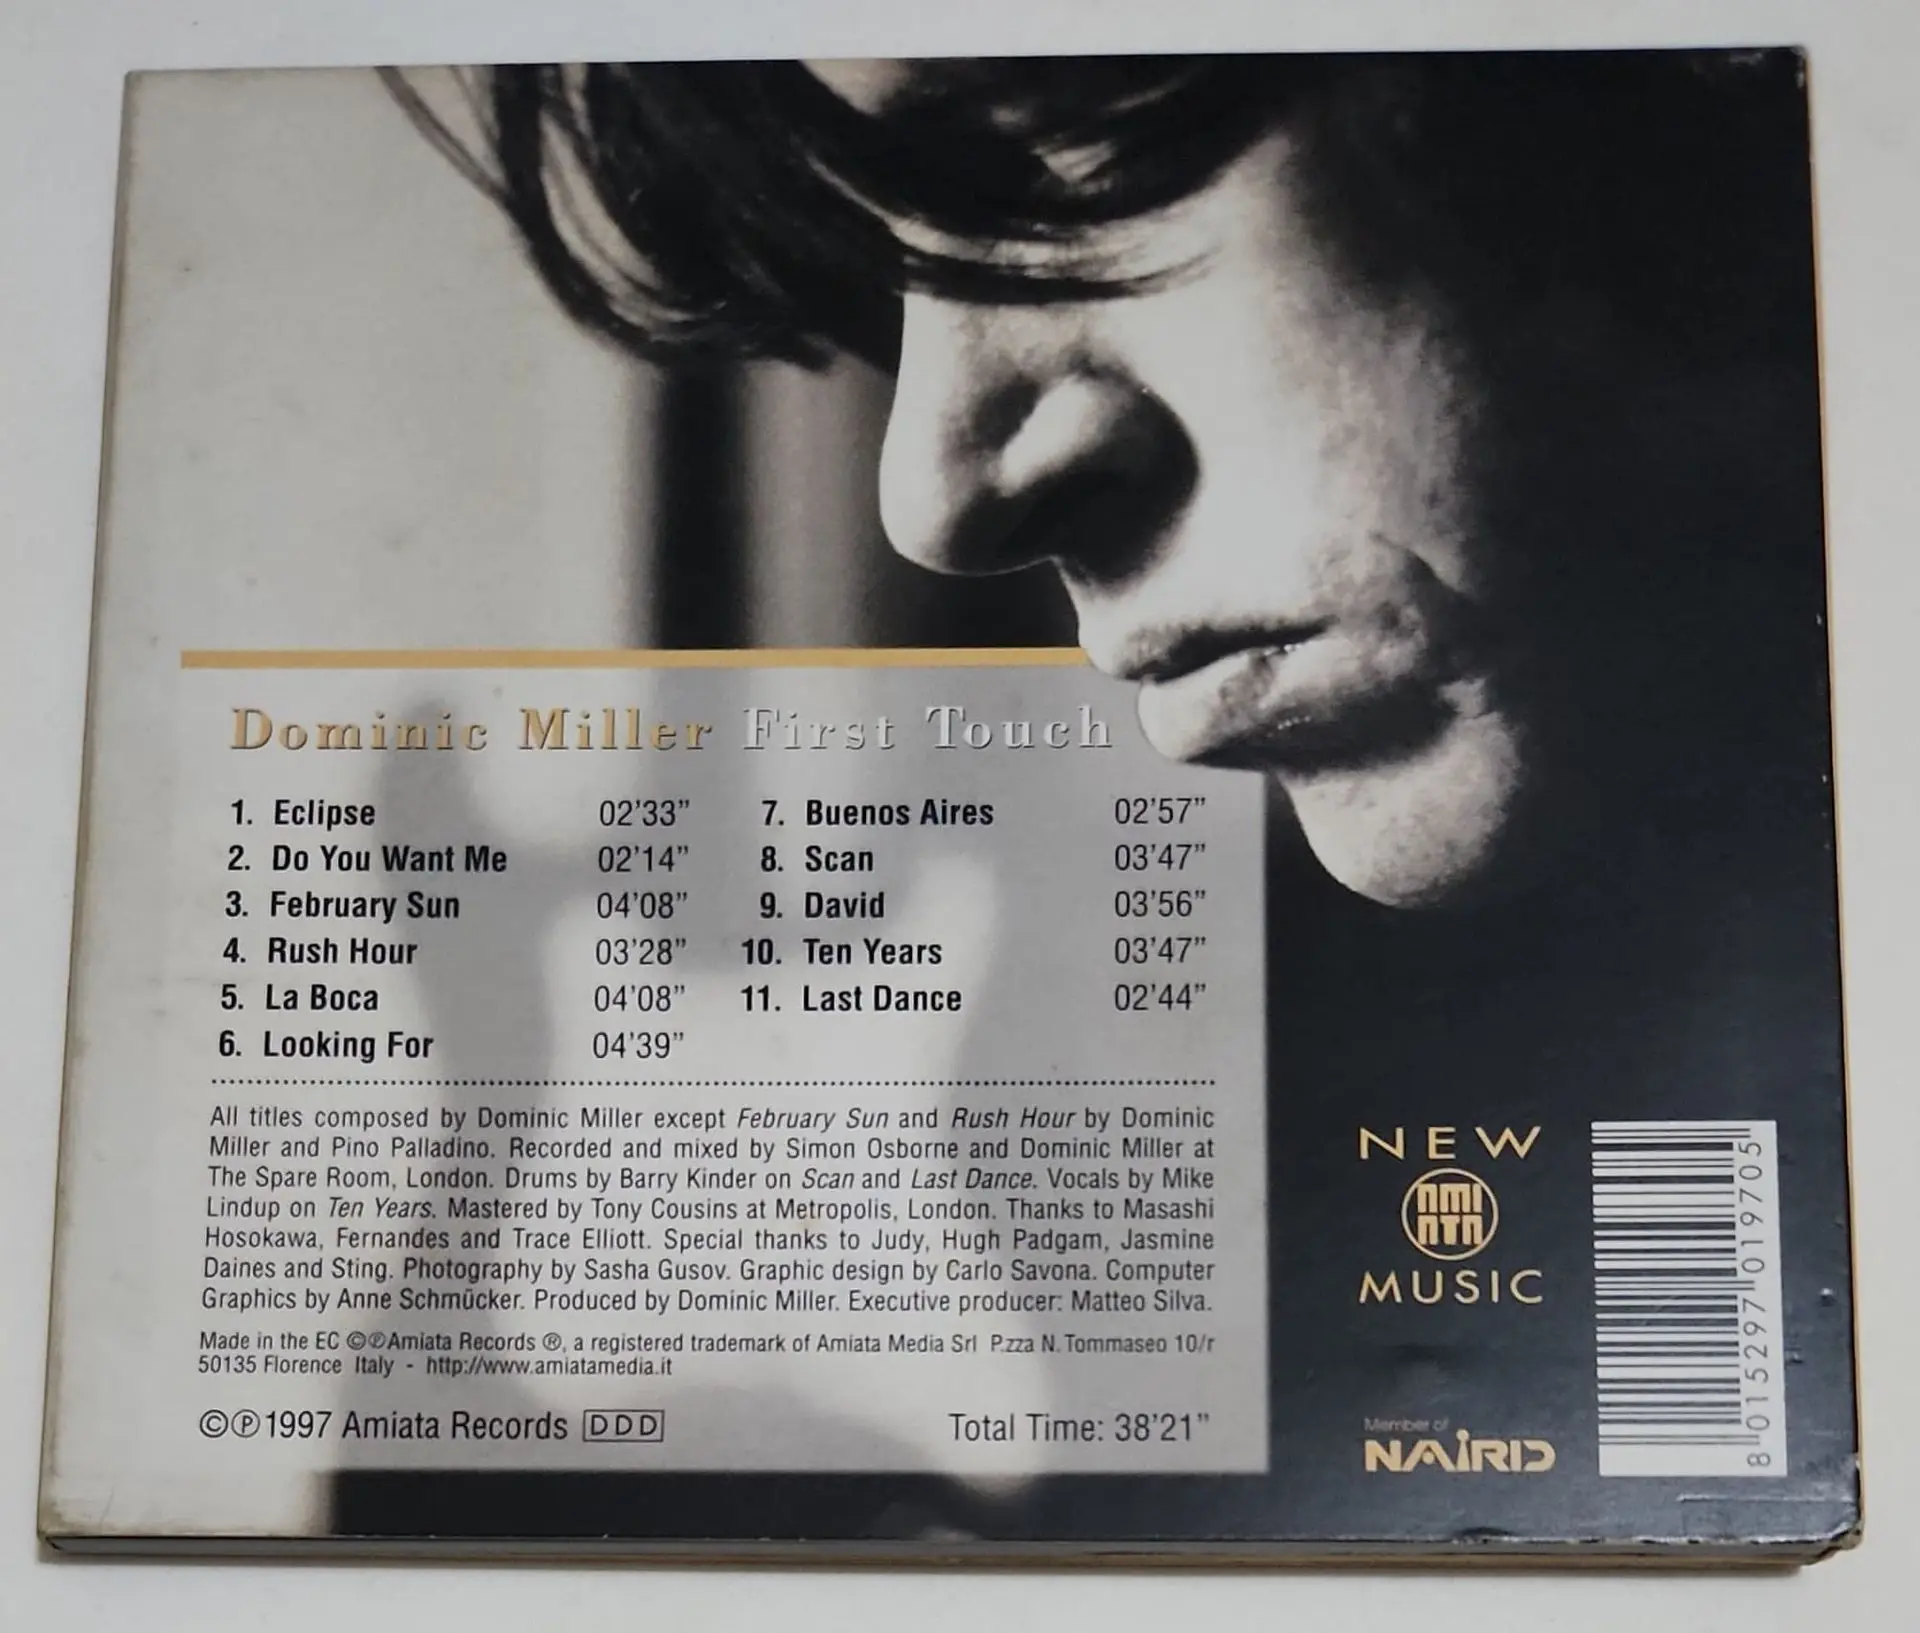 Dominic Miller First Touch
1. Eclipse 02'33"
2. Do You Want Me 02'14"
3. February Sun 04'08"
4. Rush Hour 03'28"
5. La Boca 04'08"
6. Looking For 04'39"
7. Buenos Aires 02'57"
8. Scan 03'47"
9. David 03'56"
10. Ten Years 03'47"
11. Last Dance 02'44"
All titles composed by Dominic Miller except February Sun and Rush Hour by Dominic
Miller and Pino Palladino. Recorded and mixed by Simon Osborne and Dominic Miller at
The Spare Room, London. Drums by Barry Kinder on Scan and Last Dance. Vocals by Mike
Lindup on Ten Years. Mastered by Tony Cousins at Metropolis, London. Thanks to Masashi
Hosokawa, Fernandes and Trace Elliott. Special thanks to Judy, Hugh Padgam, Jasmine
Daines and Sting. Photography by Sasha Gusov. Graphic design by Carlo Savona. Computer
Graphics by Anne Schmücker. Produced by Dominic Miller. Executive producer: Matteo Silva.
Made in the EC ©℗Amiata Records ®, a registered trademark of Amiata Media Srl P.zza N. Tommaseo 10/r
50135 Florence Italy - http://www.amiatamedia.it
©℗1997 Amiata Records DDD
Total Time: 38'21"
NEW
AMI
ATA
MUSIC
Member of
NAIRD
8 015297 019705